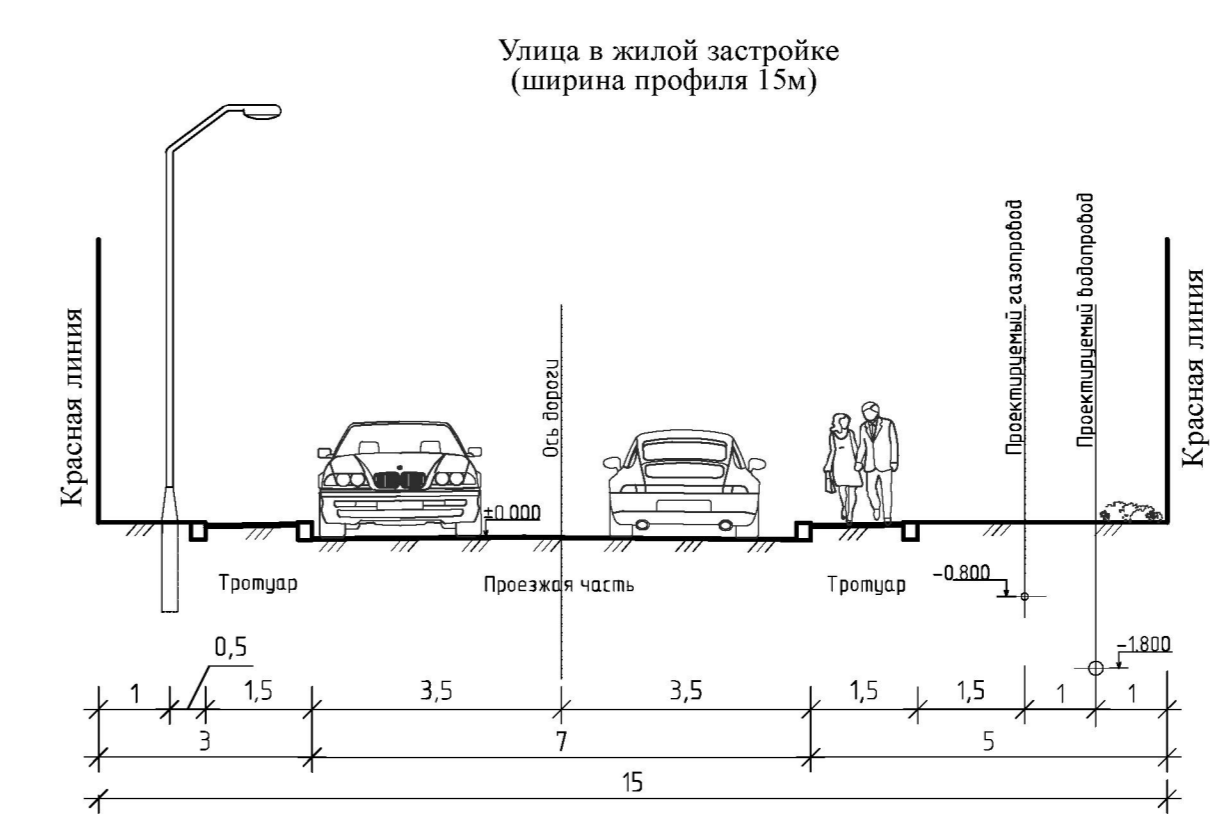 Улица в жилой застройке
(ширина профиля 15м)
Красная линия
Ось дороги
Проектируемый газопровод
Проектируемый водопровод
Красная линия
±0.000
Тротуар
Проезжая часть
Тротуар
-0.800
-1.800
0,5
1
1,5
3,5
3,5
1,5
1,5
1
1
3
7
5
15